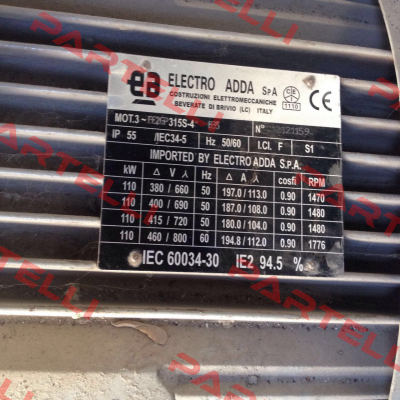 ea ELECTRO ADDA SpA
COSTRUZIONI ELETTROMECCANICHE
BEVERATE DI BRIVIO (LC) ITALY
1110 CE
MOT.3~ 315S-4 N°
IP 55 /IEC34-5 Hz 50/60 I.Cl. F S1
IMPORTED BY ELECTRO ADDA S.P.A.
kW Δ V Y Hz Δ A Y cosfi RPM
110 380 / 660 50 197.0 / 113.0 0.90 1470
110 400 / 690 50 187.0 / 108.0 0.90 1480
110 415 / 720 50 180.0 / 104.0 0.90 1480
110 460 / 800 60 194.8 / 112.0 0.90 1776
IEC 60034-30 IE2 94.5 %
PARTELLI